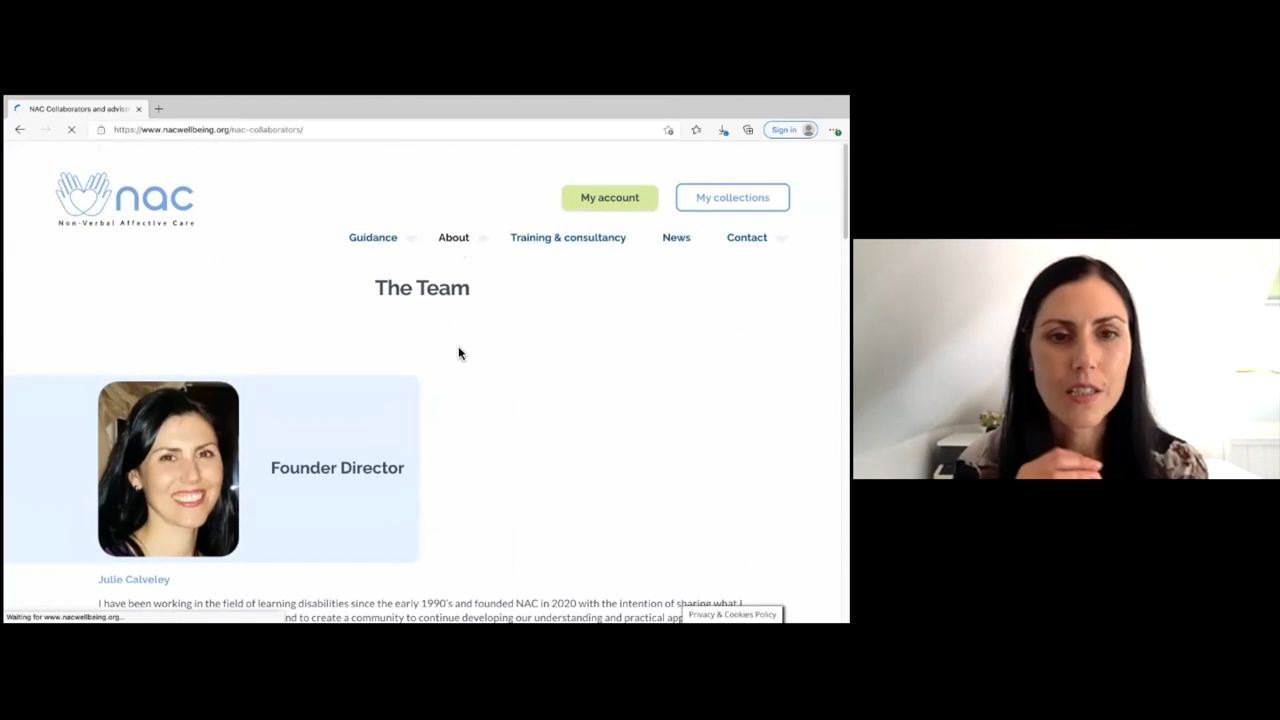 NAC Collaborators and adviso
https://www.nacwellbeing.org/nac-collaborators/
Sign in
nac
Non-Verbal Affective Care
My account
My collections
Guidance
About
Training & consultancy
News
Contact
The Team
Founder Director
Julie Calveley
I have been working in the field of learning disabilities since the early 1990's and founded NAC in 2020 with the intention of sharing what I
Waiting for www.nacwellbeing.org...
nd to create a community to continue developing our understanding and practical app
Privacy & Cookies Policy